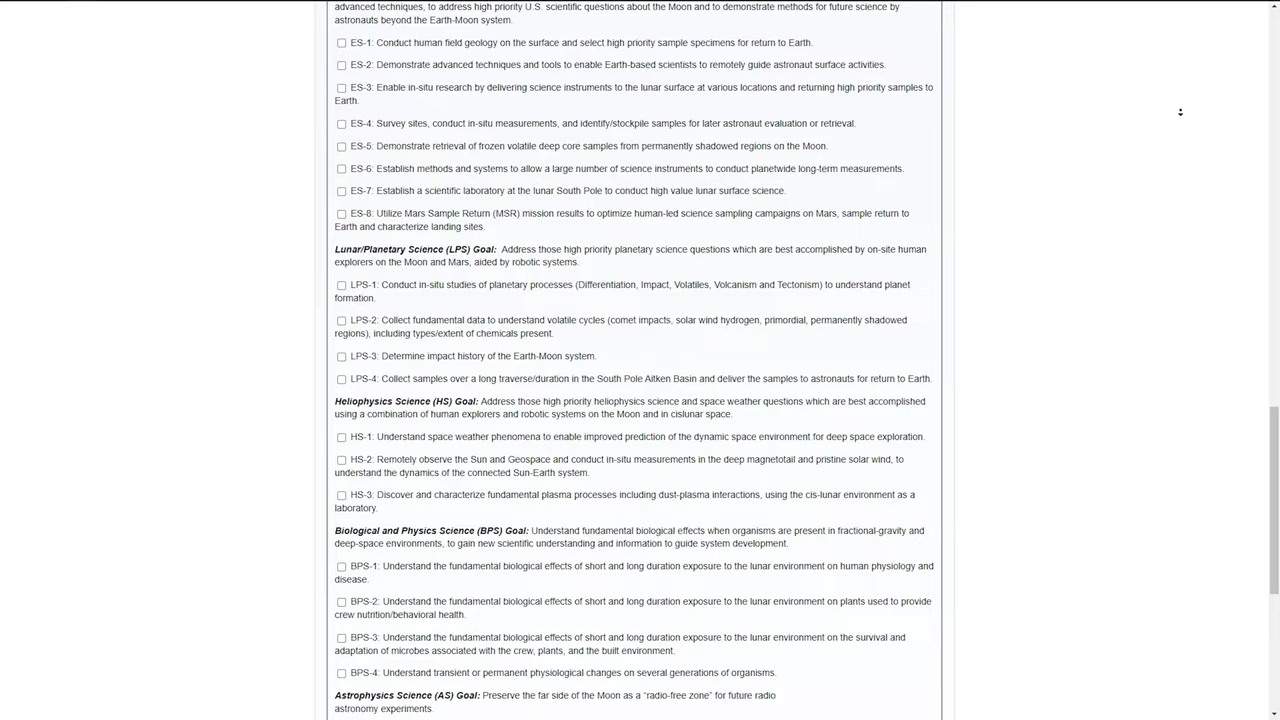 advanced techniques, to address high priority U.S. scientific questions about the Moon and to demonstrate methods for future science by
astronauts beyond the Earth-Moon system.
ES-1: Conduct human field geology on the surface and select high priority sample specimens for return to Earth.
ES-2: Demonstrate advanced techniques and tools to enable Earth-based scientists to remotely guide astronaut surface activities.
ES-3: Enable in-situ research by delivering science instruments to the lunar surface at various locations and returning high priority samples to
Earth.
ES-4: Survey sites, conduct in-situ measurements, and identify/stockpile samples for later astronaut evaluation or retrieval.
ES-5: Demonstrate retrieval of frozen volatile deep core samples from permanently shadowed regions on the Moon.
ES-6: Establish methods and systems to allow a large number of science instruments to conduct planetwide long-term measurements.
ES-7: Establish a scientific laboratory at the lunar South Pole to conduct high value lunar surface science.
ES-8: Utilize Mars Sample Return (MSR) mission results to optimize human-led science sampling campaigns on Mars, sample return to
Earth and characterize landing sites.
Lunar/Planetary Science (LPS) Goal: Address those high priority planetary science questions which are best accomplished by on-site human
explorers on the Moon and Mars, aided by robotic systems.
LPS-1: Conduct in-situ studies of planetary processes (Differentiation, Impact, Volatiles, Volcanism and Tectonism) to understand planet
formation.
LPS-2: Collect fundamental data to understand volatile cycles (comet impacts, solar wind hydrogen, primordial, permanently shadowed
regions), including types/extent of chemicals present.
LPS-3: Determine impact history of the Earth-Moon system.
LPS-4: Collect samples over a long traverse/duration in the South Pole Aitken Basin and deliver the samples to astronauts for return to Earth.
Heliophysics Science (HS) Goal: Address those high priority heliophysics science and space weather questions which are best accomplished
using a combination of human explorers and robotic systems on the Moon and in cislunar space.
HS-1: Understand space weather phenomena to enable improved prediction of the dynamic space environment for deep space exploration.
HS-2: Remotely observe the Sun and Geospace and conduct in-situ measurements in the deep magnetotail and pristine solar wind, to
understand the dynamics of the connected Sun-Earth system.
HS-3: Discover and characterize fundamental plasma processes including dust-plasma interactions, using the cis-lunar environment as a
laboratory.
Biological and Physics Science (BPS) Goal: Understand fundamental biological effects when organisms are present in fractional-gravity and
deep-space environments, to gain new scientific understanding and information to guide system development.
BPS-1: Understand the fundamental biological effects of short and long duration exposure to the lunar environment on human physiology and
disease.
BPS-2: Understand the fundamental biological effects of short and long duration exposure to the lunar environment on plants used to provide
crew nutrition/behavioral health.
BPS-3: Understand the fundamental biological effects of short and long duration exposure to the lunar environment on the survival and
adaptation of microbes associated with the crew, plants, and the built environment.
BPS-4: Understand transient or permanent physiological changes on several generations of organisms.
Astrophysics Science (AS) Goal: Preserve the far side of the Moon as a “radio-free zone” for future radio
astronomy experiments.